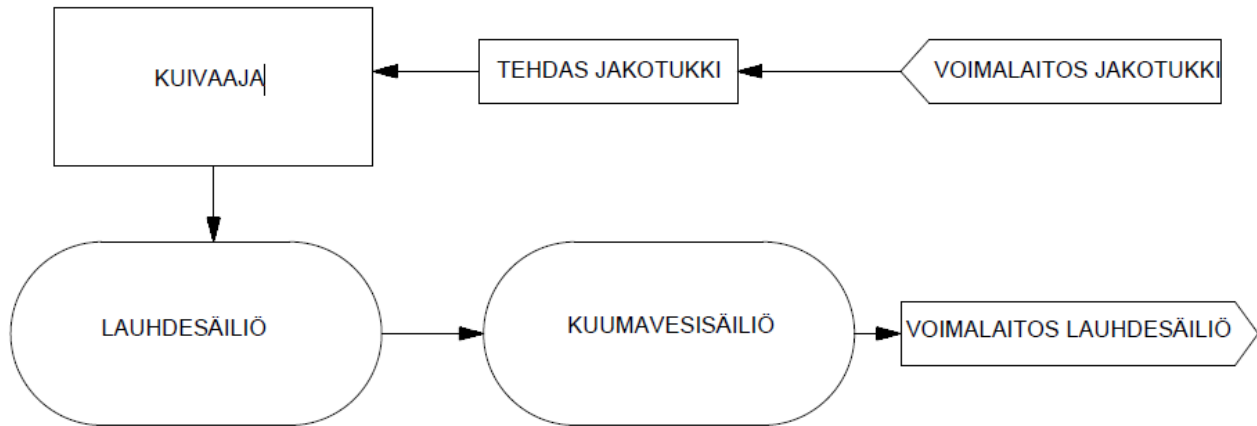 KUIVAAJA
TEHDAS JAKOTUKKI
VOIMALAITOS JAKOTUKKI
LAUHDESÄILIÖ
KUUMAVESISÄILIÖ
VOIMALAITOS LAUHDESÄILIÖ